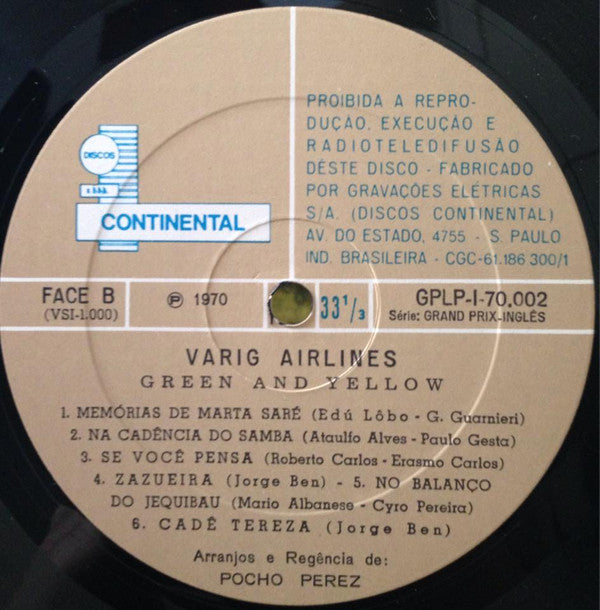 PROIBIDA A REPRO-
DUÇÃO, EXECUÇÃO E
RADIOTELEDIFUSÃO
DÊSTE DISCO - FABRICADO
POR GRAVAÇÕES ELÉTRICAS
S/A. (DISCOS CONTINENTAL)
AV. DO ESTADO, 4755 - S. PAULO
IND. BRASILEIRA - CGC-61.186.300/1
DISCOS
CONTINENTAL
FACE B
(VSI-1.000)
Ⓟ 1970
33 1/3
GPLP-I-70.002
Série: GRAND PRIX-INGLÊS
VARIG AIRLINES
GREEN AND YELLOW
1. MEMÓRIAS DE MARTA SARÉ (Edú Lôbo - G. Guarnieri)
2. NA CADÊNCIA DO SAMBA (Ataulfo Alves - Paulo Gesta)
3. SE VOCÊ PENSA (Roberto Carlos - Erasmo Carlos)
4. ZAZUEIRA (Jorge Ben) - 5. NO BALANÇO
DO JEQUIBAU (Mario Albanese - Cyro Pereira)
6. CADÊ TEREZA (Jorge Ben)
Arranjos e Regência de:
POCHO PEREZ